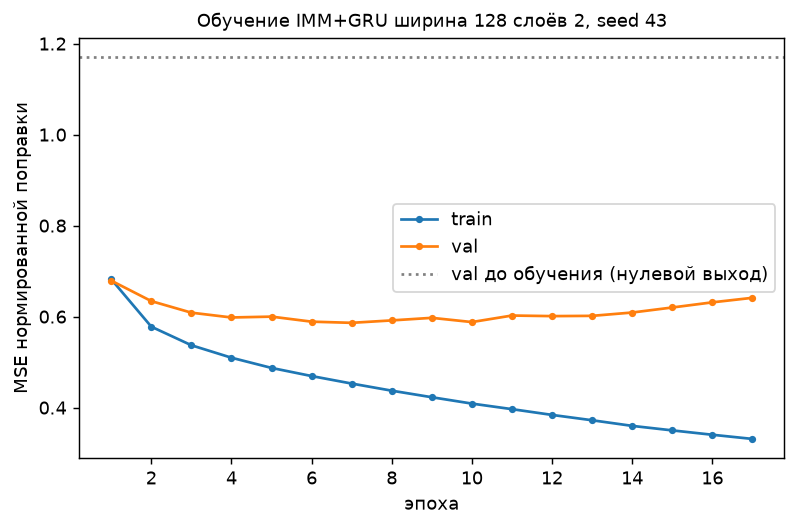 Обучение IMM+GRU ширина 128 слоёв 2, seed 43
MSE нормированной поправки
1.2
1.0
0.8
0.6
0.4
train
val
val до обучения (нулевой выход)
2 4 6 8 10 12 14 16
эпоха